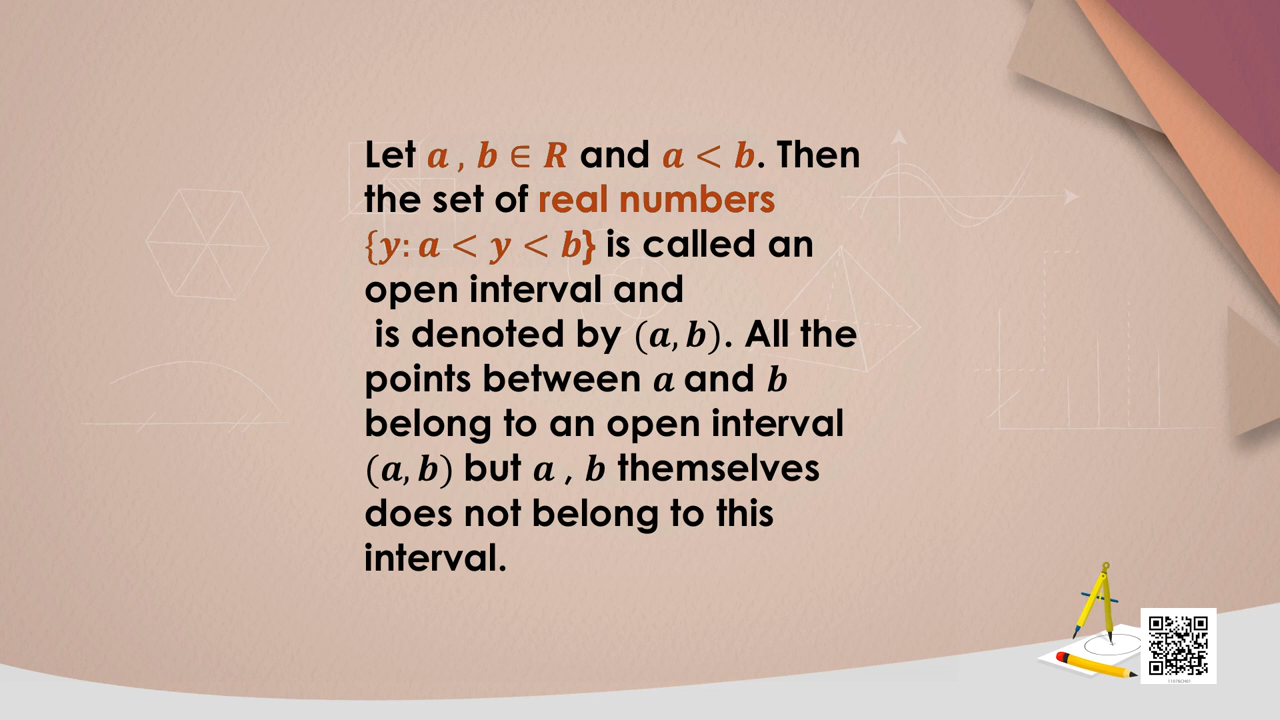 Let a , b ∈ R and a < b. Then
the set of real numbers
{y: a < y < b} is called an
open interval and
is denoted by (a, b). All the
points between a and b
belong to an open interval
(a, b) but a , b themselves
does not belong to this
interval.